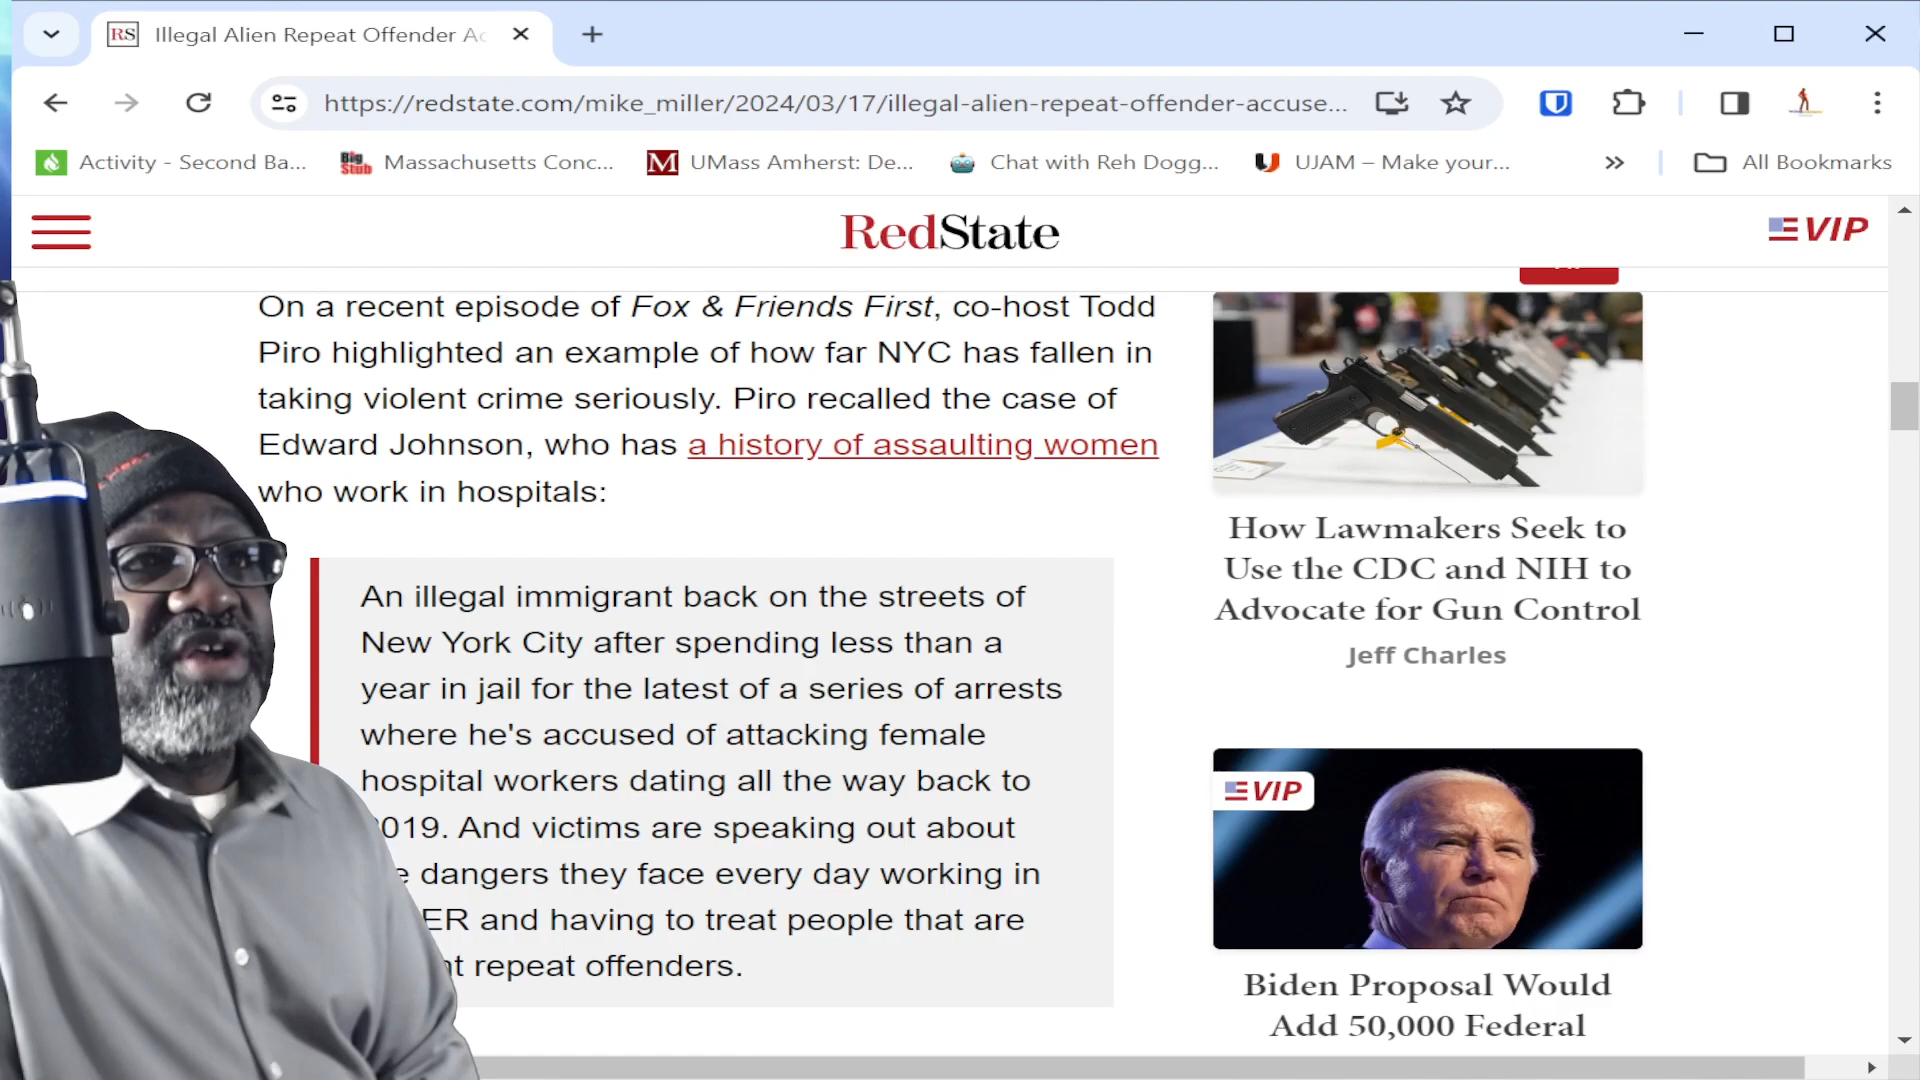 RS Illegal Alien Repeat Offender Ac
https://redstate.com/mike_miller/2024/03/17/illegal-alien-repeat-offender-accuse...
Activity - Second Ba...
Big Stub Massachusetts Conc...
M UMass Amherst: De...
Chat with Reh Dogg...
UJAM – Make your...
All Bookmarks
RedState
VIP
On a recent episode of Fox & Friends First, co-host Todd
Piro highlighted an example of how far NYC has fallen in
taking violent crime seriously. Piro recalled the case of
Edward Johnson, who has a history of assaulting women
who work in hospitals:
An illegal immigrant back on the streets of
New York City after spending less than a
year in jail for the latest of a series of arrests
where he's accused of attacking female
hospital workers dating all the way back to
2019. And victims are speaking out about
dangers they face every day working in
ER and having to treat people that are
repeat offenders.
How Lawmakers Seek to
Use the CDC and NIH to
Advocate for Gun Control
Jeff Charles
VIP
Biden Proposal Would
Add 50,000 Federal